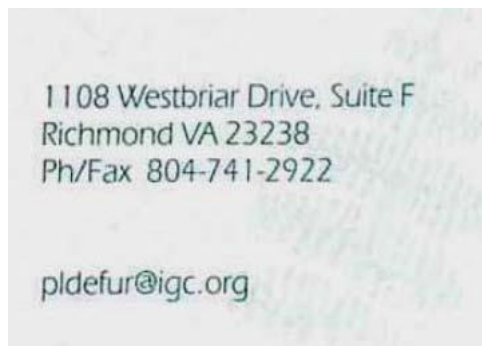 1108 Westbriar Drive, Suite F
Richmond VA 23238
Ph/Fax 804-741-2922
pldefur@igc.org